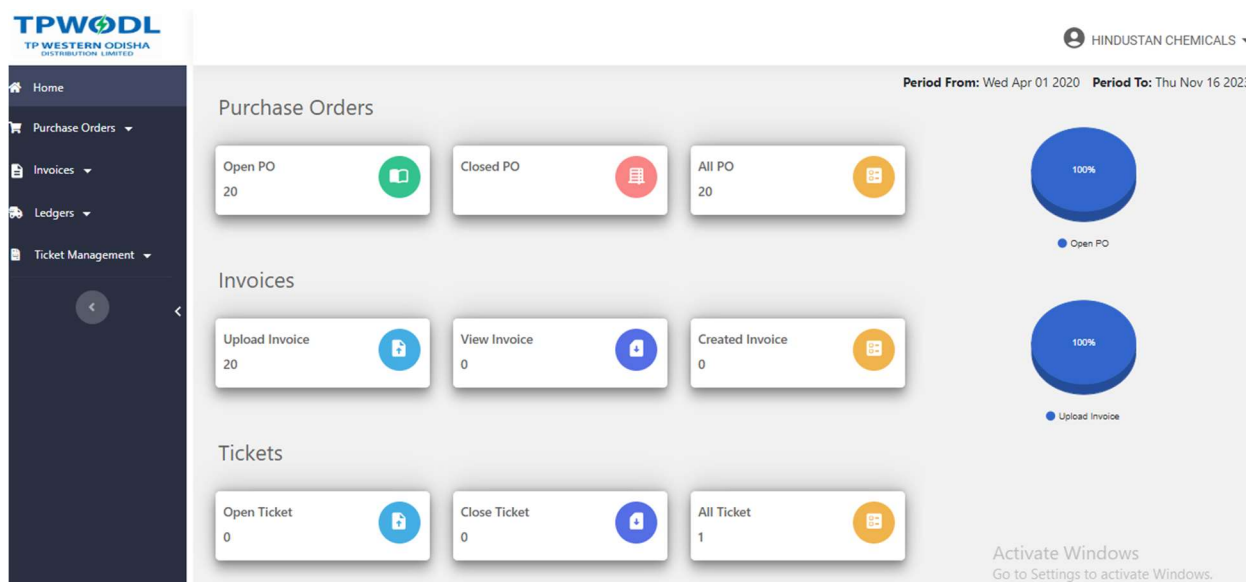 TPWODL
TP WESTERN ODISHA
DISTRIBUTION LIMITED
HINDUSTAN CHEMICALS
Home
Purchase Orders
Invoices
Ledgers
Ticket Management
Period From: Wed Apr 01 2020 Period To: Thu Nov 16 2023
Purchase Orders
Open PO
20
Closed PO
All PO
20
100%
Open PO
Invoices
Upload Invoice
20
View Invoice
0
Created Invoice
0
100%
Upload Invoice
Tickets
Open Ticket
0
Close Ticket
0
All Ticket
1
Activate Windows
Go to Settings to activate Windows.